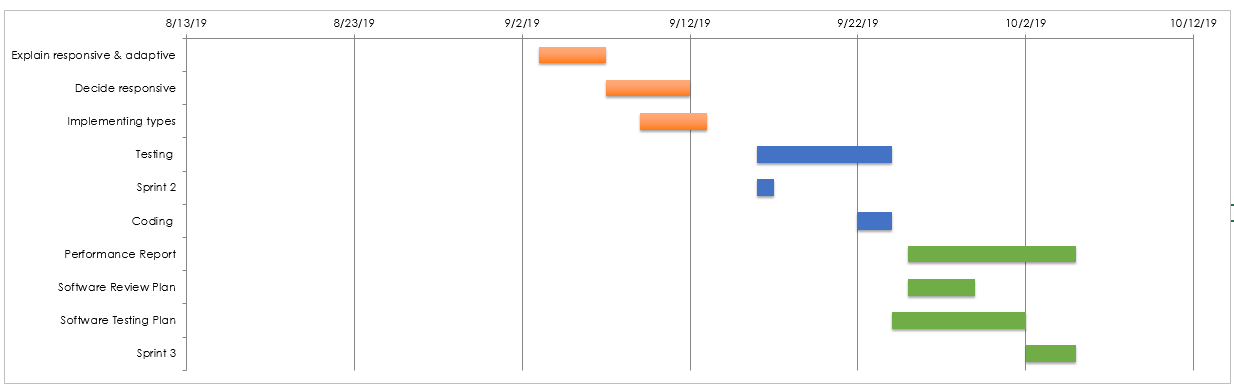 8/13/19 8/23/19 9/2/19 9/12/19 9/22/19 10/2/19 10/12/19
Explain responsive & adaptive
Decide responsive
Implementing types
Testing
Sprint 2
Coding
Performance Report
Software Review Plan
Software Testing Plan
Sprint 3